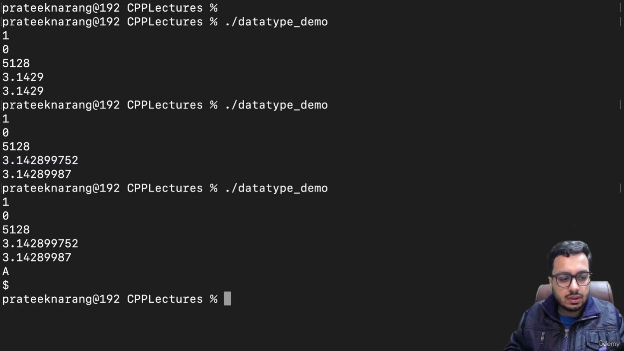 prateeknarang@192 CPPLectures %
prateeknarang@192 CPPLectures % ./datatype_demo
1
0
5128
3.1429
3.1429
prateeknarang@192 CPPLectures % ./datatype_demo
1
0
5128
3.142899752
3.14289987
prateeknarang@192 CPPLectures % ./datatype_demo
1
0
5128
3.142899752
3.14289987
A
$
prateeknarang@192 CPPLectures %
Udemy